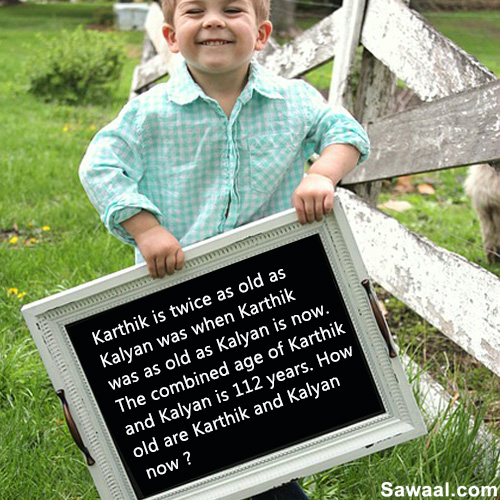 Karthik is twice as old as
Kalyan was when Karthik
was as old as Kalyan is now.
The combined age of Karthik
and Kalyan is 112 years. How
old are Karthik and Kalyan
now ?
Sawaal.com